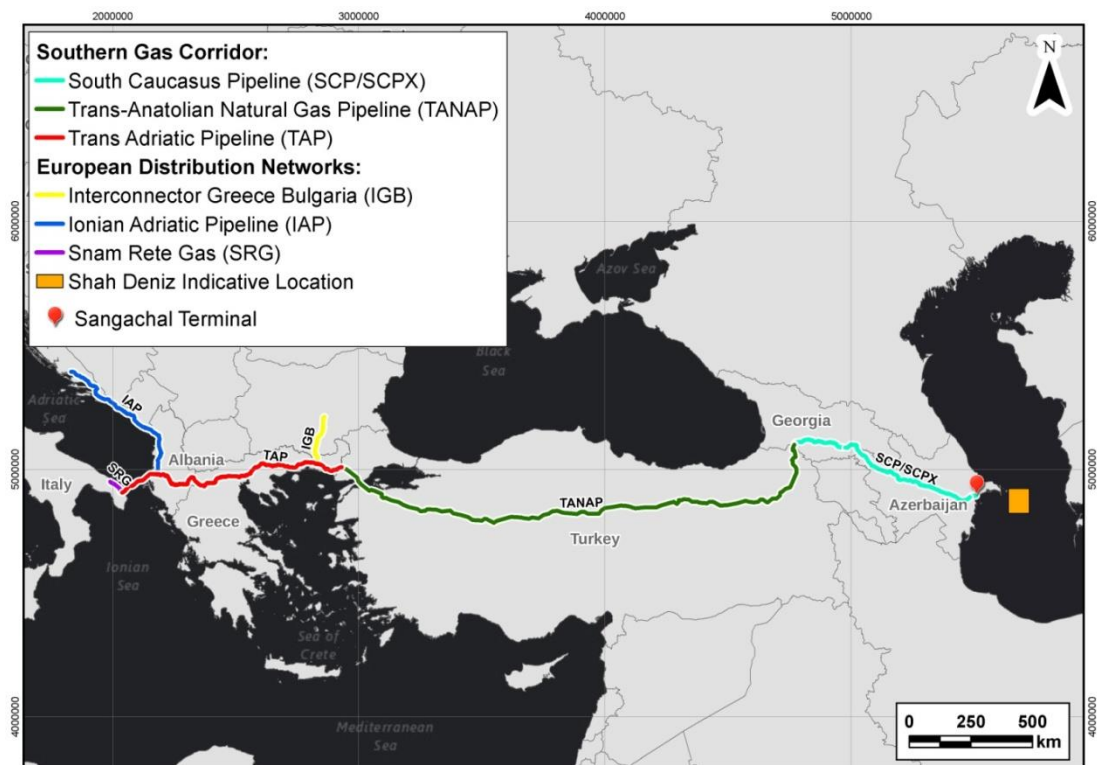 2000000
3000000
4000000
5000000
N
Southern Gas Corridor:
South Caucasus Pipeline (SCP/SCPX)
Trans-Anatolian Natural Gas Pipeline (TANAP)
Trans Adriatic Pipeline (TAP)
European Distribution Networks:
Interconnector Greece Bulgaria (IGB)
Ionian Adriatic Pipeline (IAP)
Snam Rete Gas (SRG)
Shah Deniz Indicative Location
Sangachal Terminal
6000000
6000000
Azov Sea
Black
Sea
Adriatic
Sea
IAP
IGB
Georgia
Albania
TAP
SCP/SCPX
5000000
5000000
SRG
Italy
TANAP
Azerbaijan
Greece
Turkey
Ionian
Sea
Sea of
Crete
4000000
4000000
Mediterranean
Sea
0 250 500
km